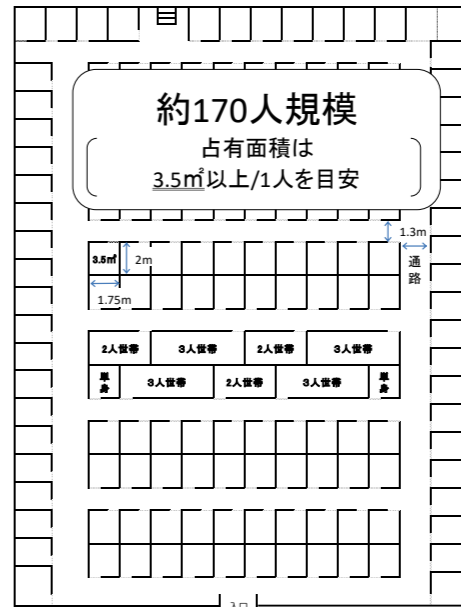 約170人規模
占有面積は
3.5㎡以上/1人を目安
1.3m
通路
3.5㎡
2m
1.75m
2人世帯 3人世帯 2人世帯 3人世帯
単身 3人世帯 2人世帯 3人世帯 単身
入口